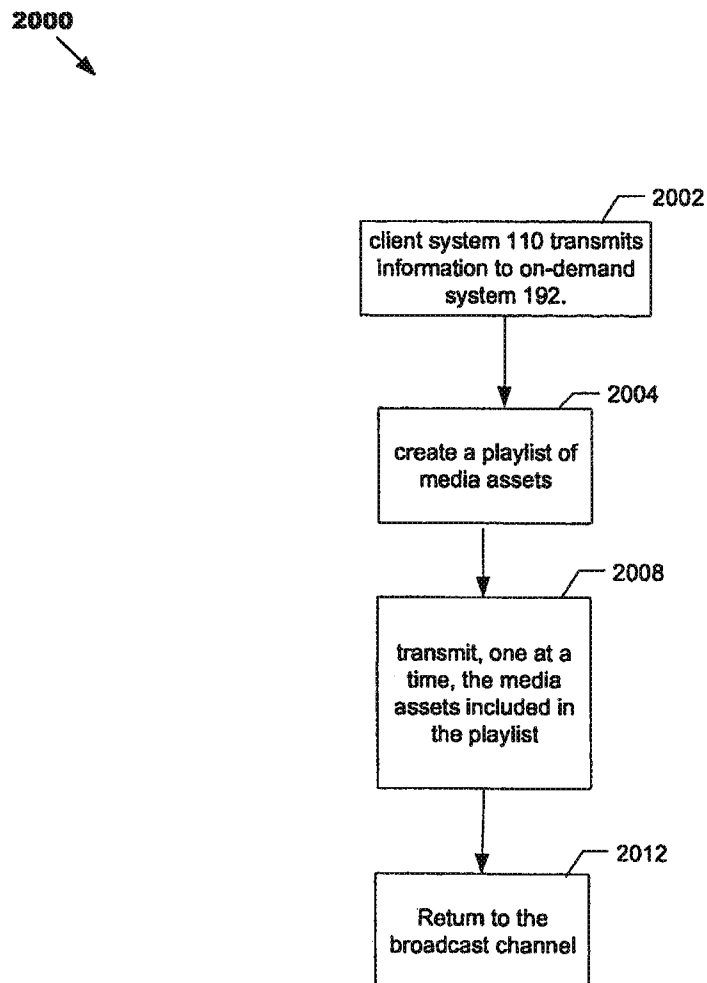 2000
2002
client system 110 transmits
information to on-demand
system 192.
2004
create a playlist of
media assets
2008
transmit, one at a
time, the media
assets included in
the playlist
2012
Return to the
broadcast channel